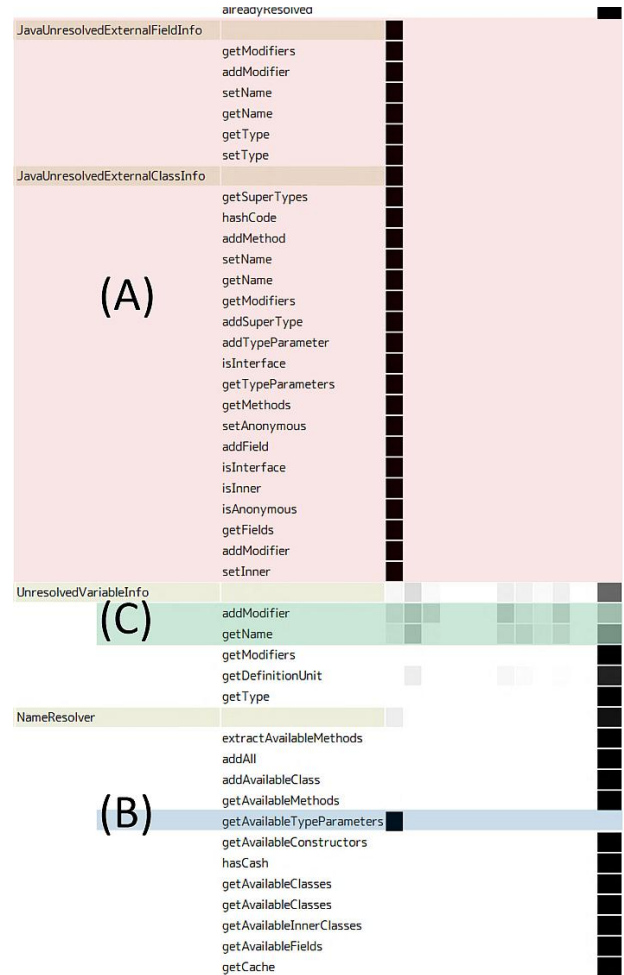 alreadyResolved
JavaUnresolvedExternalFieldInfo
getModifiers
addModifier
setName
getName
getType
setType
JavaUnresolvedExternalClassInfo
getSuperTypes
hashCode
addMethod
setName
getName
getModifiers
addSuperType
addTypeParameter
isInterface
getTypeParameters
getMethods
setAnonymous
addField
isInterface
isInner
isAnonymous
getFields
addModifier
setInner
(A)
UnresolvedVariableInfo
addModifier
getName
(C)
getModifiers
getDefinitionUnit
getType
NameResolver
extractAvailableMethods
addAll
addAvailableClass
getAvailableMethods
(B)
getAvailableTypeParameters
getAvailableConstructors
hasCash
getAvailableClasses
getAvailableClasses
getAvailableInnerClasses
getAvailableFields
getCache